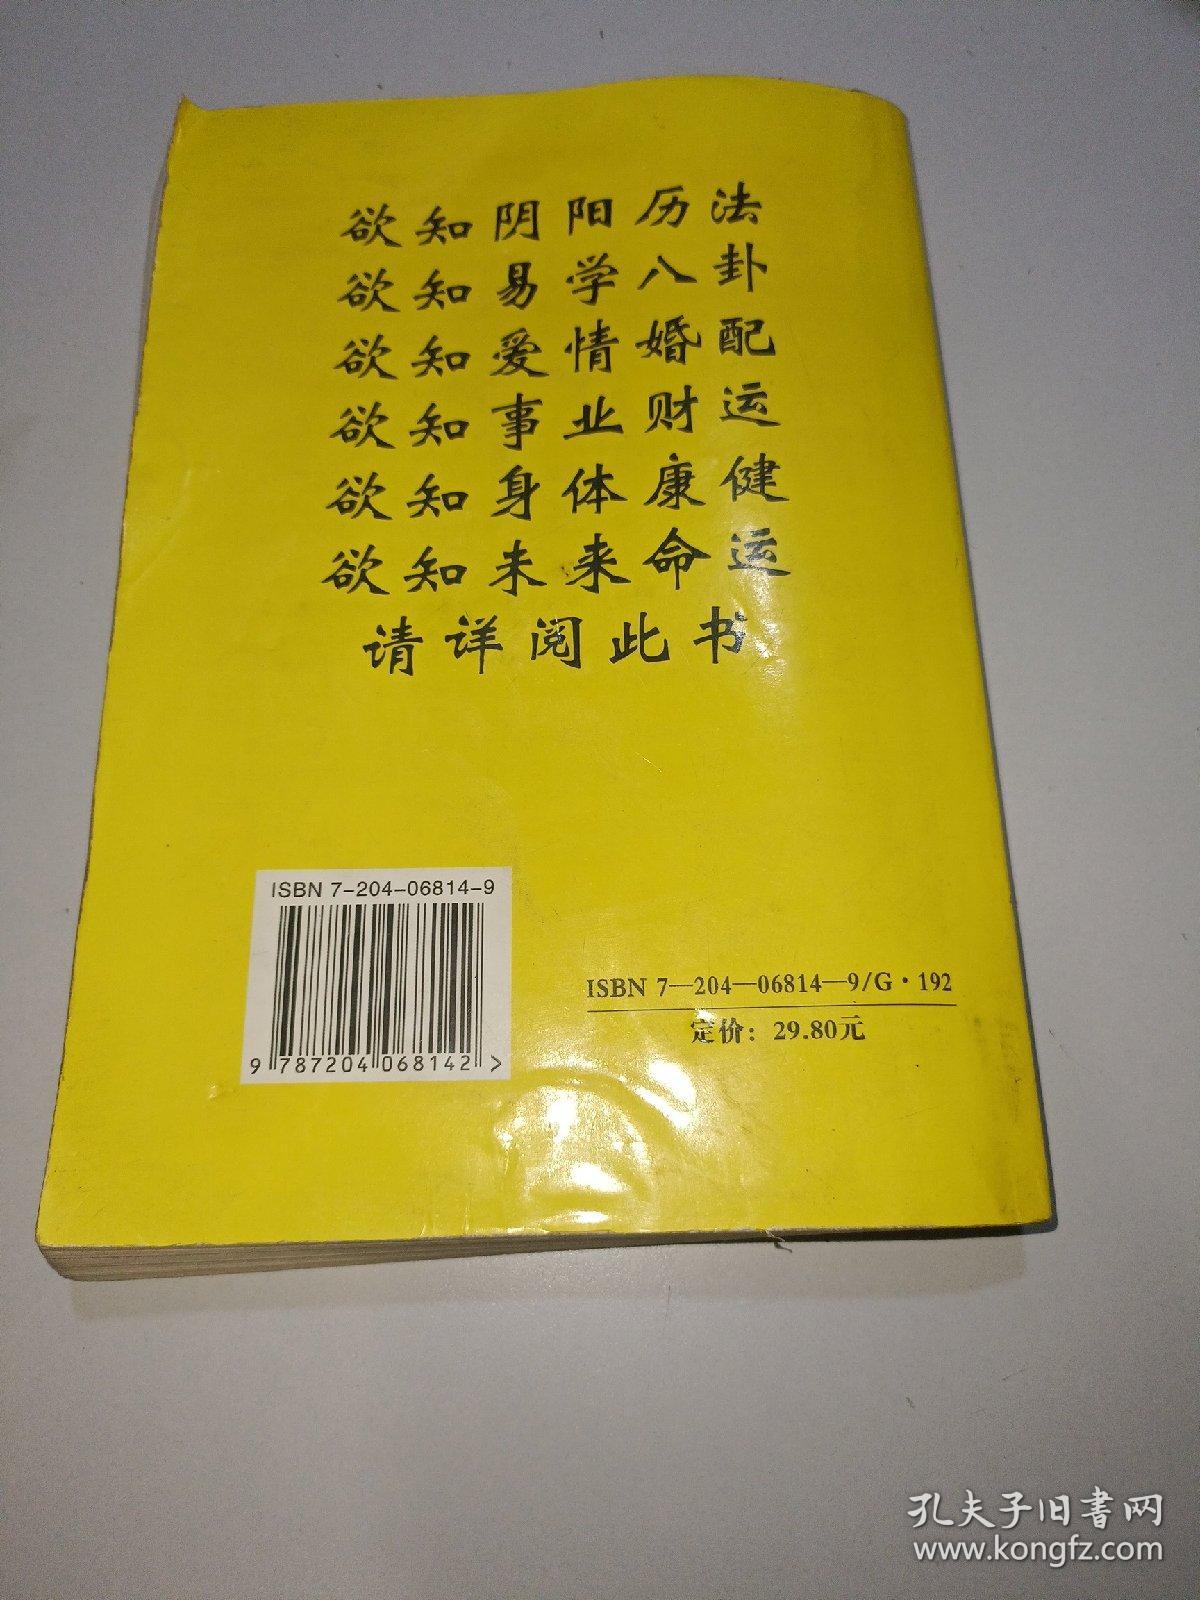 欲知阴阳历法
欲知易学八卦
欲知爱情婚配
欲知事业财运
欲知身体康健
欲知未来命运
请详阅此书
ISBN 7-204-06814-9
9 787204 068142 >
ISBN 7—204—06814—9/G·192
定价：29.80元
孔夫子旧書网
www.kongfz.com